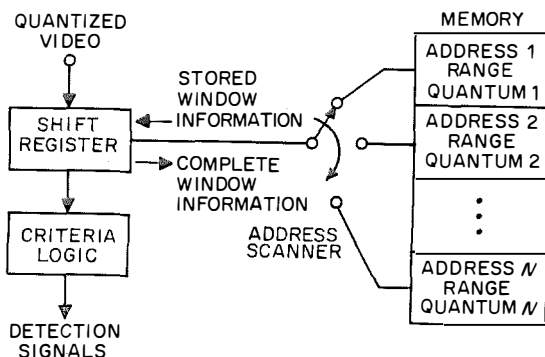 QUANTIZED
VIDEO
SHIFT
REGISTER
CRITERIA
LOGIC
DETECTION
SIGNALS
STORED
WINDOW
INFORMATION
COMPLETE
WINDOW
INFORMATION
ADDRESS
SCANNER
MEMORY
ADDRESS 1
RANGE
QUANTUM 1
ADDRESS 2
RANGE
QUANTUM 2
ADDRESS N
RANGE
QUANTUM N